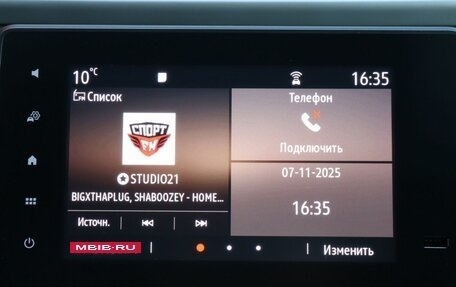 10 °C
16:35
Список
Телефон
СПОРТ
FM
Подключить
STUDIO21
07-11-2025
BIGXTHAPLUG, SHABOOZEY - HOME...
16:35
Источн.
MBIB·RU
Изменить